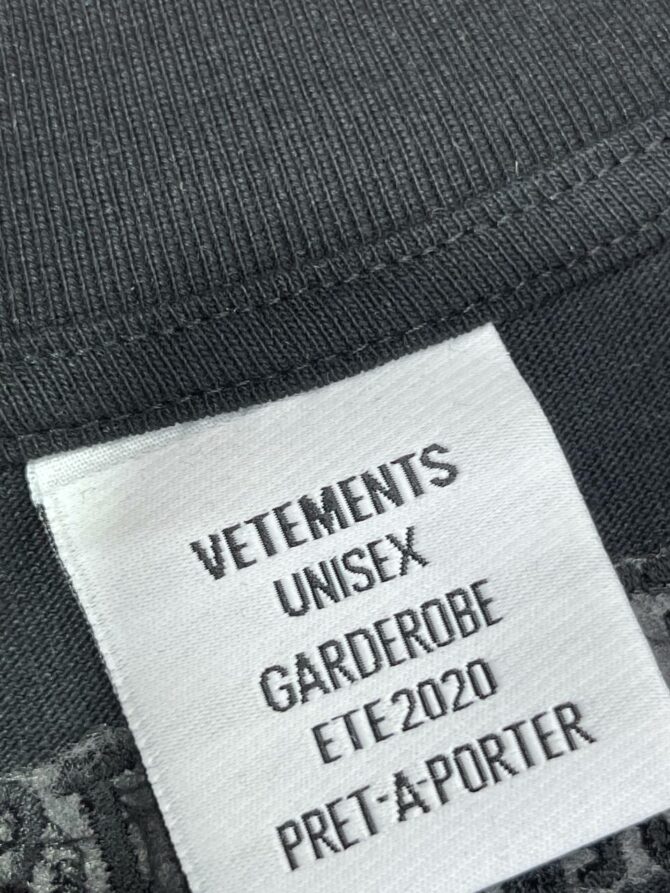 VETEMENTS
UNISEX
GARDEROBE
ETE2020
PRET-A-PORTER